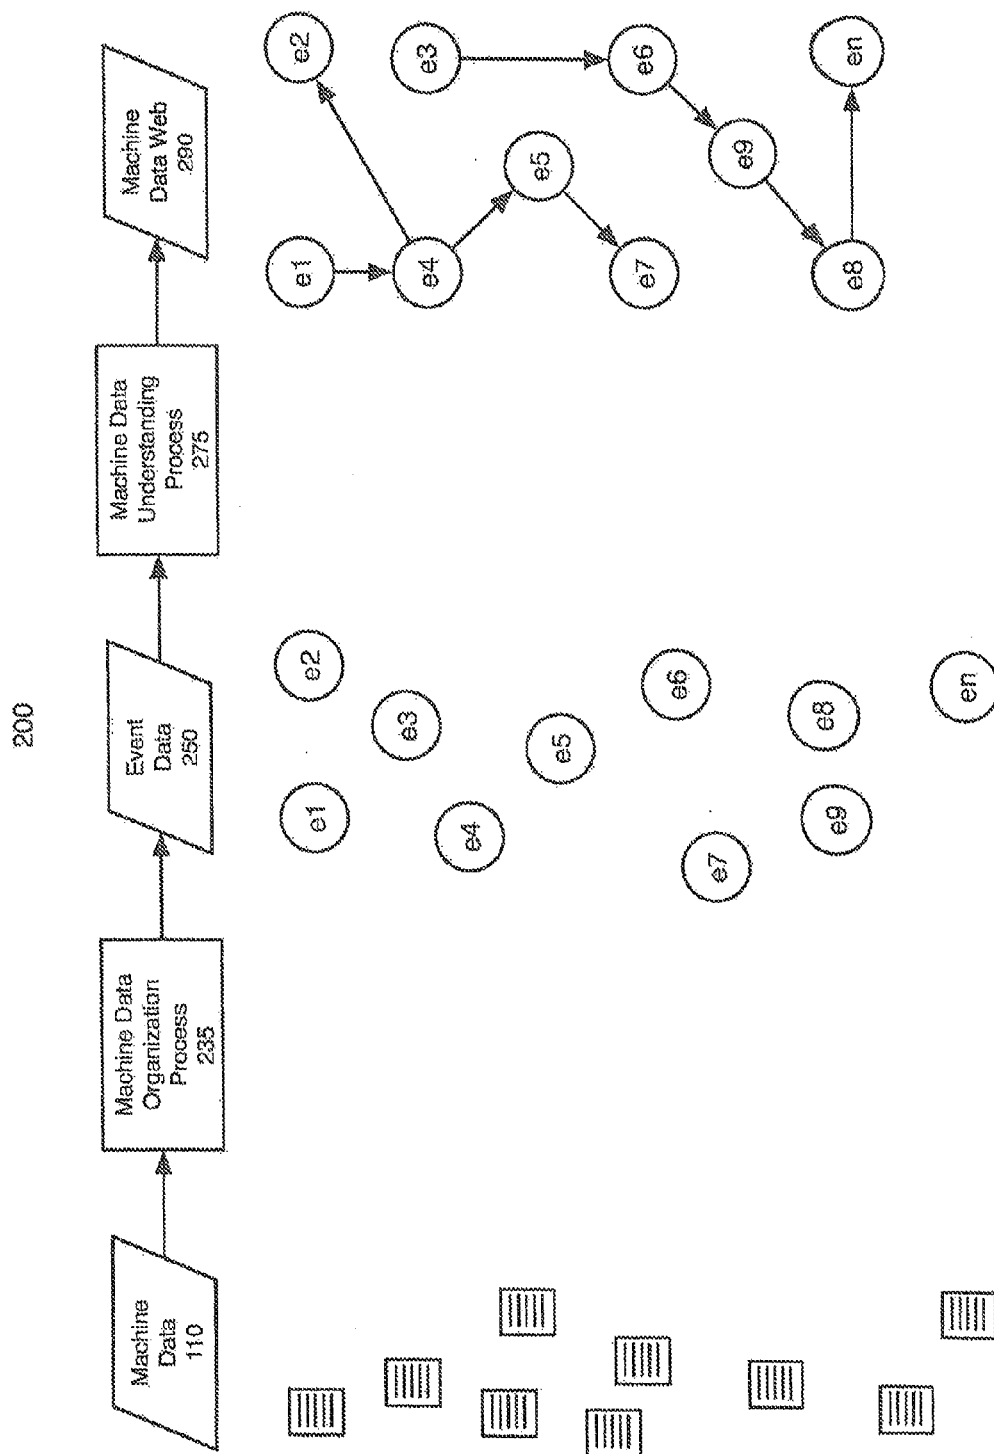 200
Machine
Data
110
Machine Data
Organization
Process
235
Event
Data
250
Machine Data
Understanding
Process
275
Machine
Data Web
290
e1
e2
e3
e4
e5
e6
e7
e8
e9
en
e1
e2
e3
e4
e5
e6
e7
e9
e8
en